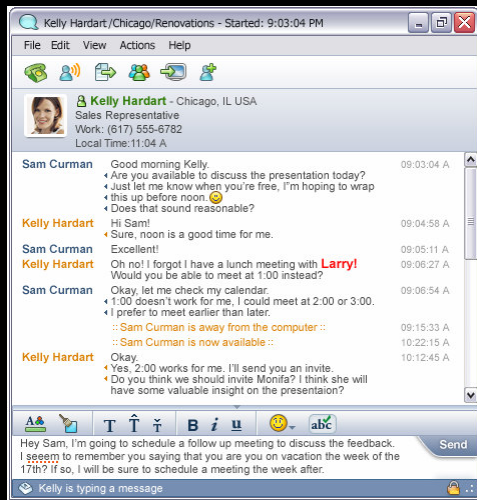 Kelly Hardart/Chicago/Renovations - Started: 9:03:04 PM
File Edit View Actions Help
Kelly Hardart - Chicago, IL USA
Sales Representative
Work: (617) 555-6782
Local Time:11:04 A
Sam Curman Good morning Kelly. 09:03:04 A
Are you available to discuss the presentation today?
Just let me know when you're free, I"m hoping to wrap
this up before noon.
Does that sound reasonable?
Kelly Hardart Hi Sam! 09:04:58 A
Sure, noon is a good time for me.
Sam Curman Excellent! 09:05:11 A
Kelly Hardart Oh no! I forgot I have a lunch meeting with Larry! 09:06:27 A
Would you be able to meet at 1:00 instead?
Sam Curman Okay, let me check my calendar. 09:06:54 A
1:00 doesn't work for me, I could meet at 2:00 or 3:00.
I prefer to meet earlier than later.
:: Sam Curman is away from the computer :: 09:15:33 A
:: Sam Curman is now available :: 10:22:15 A
Kelly Hardart Okay. 10:12:45 A
Yes, 2:00 works for me. I'll send you an invite.
Do you think we should invite Monifa? I think she will
have some valuable insight on the presentaion?
A T T T B i u abc
Hey Sam, I'm going to schedule a follow up meeting to discuss the feedback.
I seeem to remember you saying that you are you on vacation the week of the
17th? If so, I will be sure to schedule a meeting the week after.
Send
Kelly is typing a message